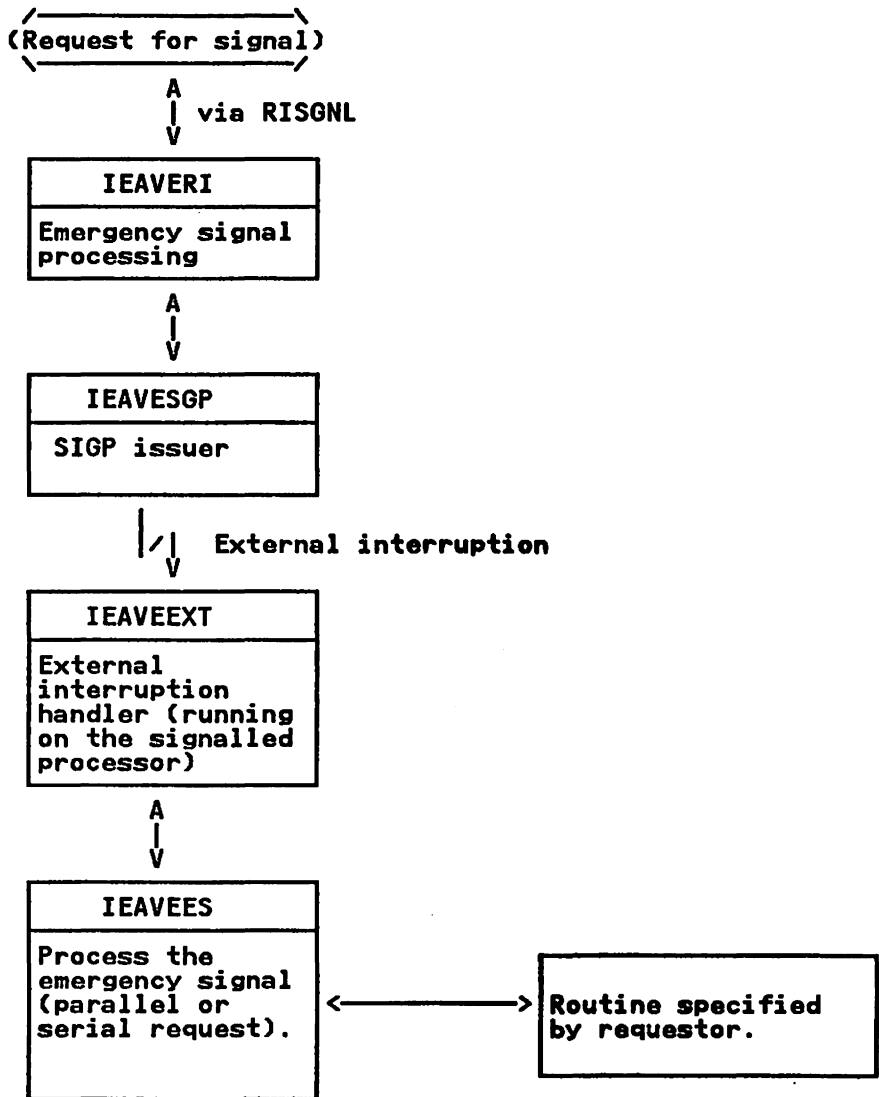 (Request for signal)
A
V
via RISGNL
IEAVERI
Emergency signal
processing
A
V
IEAVESGP
SIGP issuer
V
External interruption
IEAVEEXT
External
interruption
handler (running
on the signalled
processor)
A
V
IEAVEES
Process the
emergency signal
(parallel or
serial request).
Routine specified
by requestor.